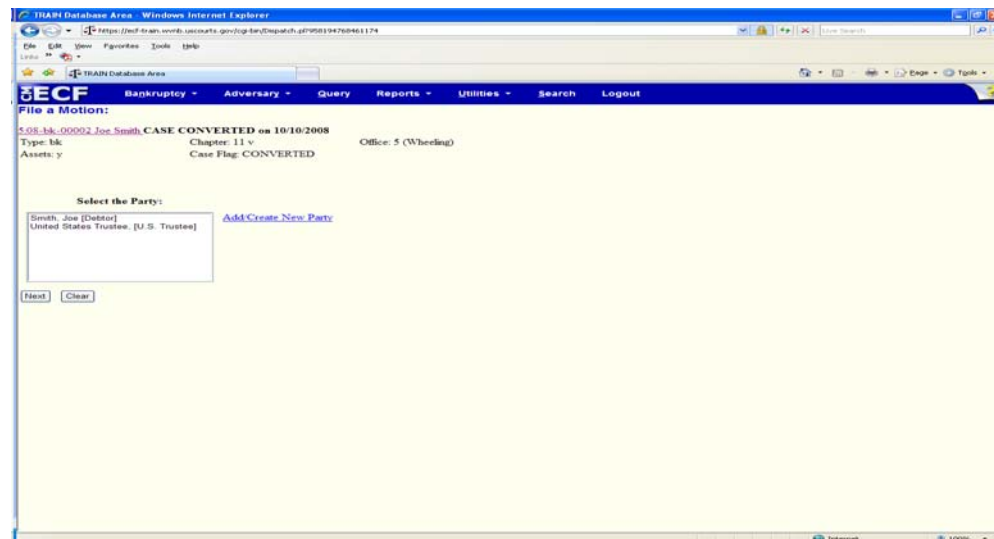 TRAIN Database Area - Windows Internet Explorer
https://ecf-train.wvnb.uscourts.gov/cgi-bin/Dispatch.pl?958194768461174
Live Search
File Edit View Favorites Tools Help
Links
TRAIN Database Area
Page Tools
ECF Bankruptcy Adversary Query Reports Utilities Search Logout
File a Motion:
5:08-bk-00002 Joe Smith CASE CONVERTED on 10/10/2008
Type: bk Chapter: 11 v Office: 5 (Wheeling)
Assets: y Case Flag: CONVERTED
Select the Party:
Smith, Joe [Debtor] Add/Create New Party
United States Trustee, [U.S. Trustee]
Next Clear
Internet 100%